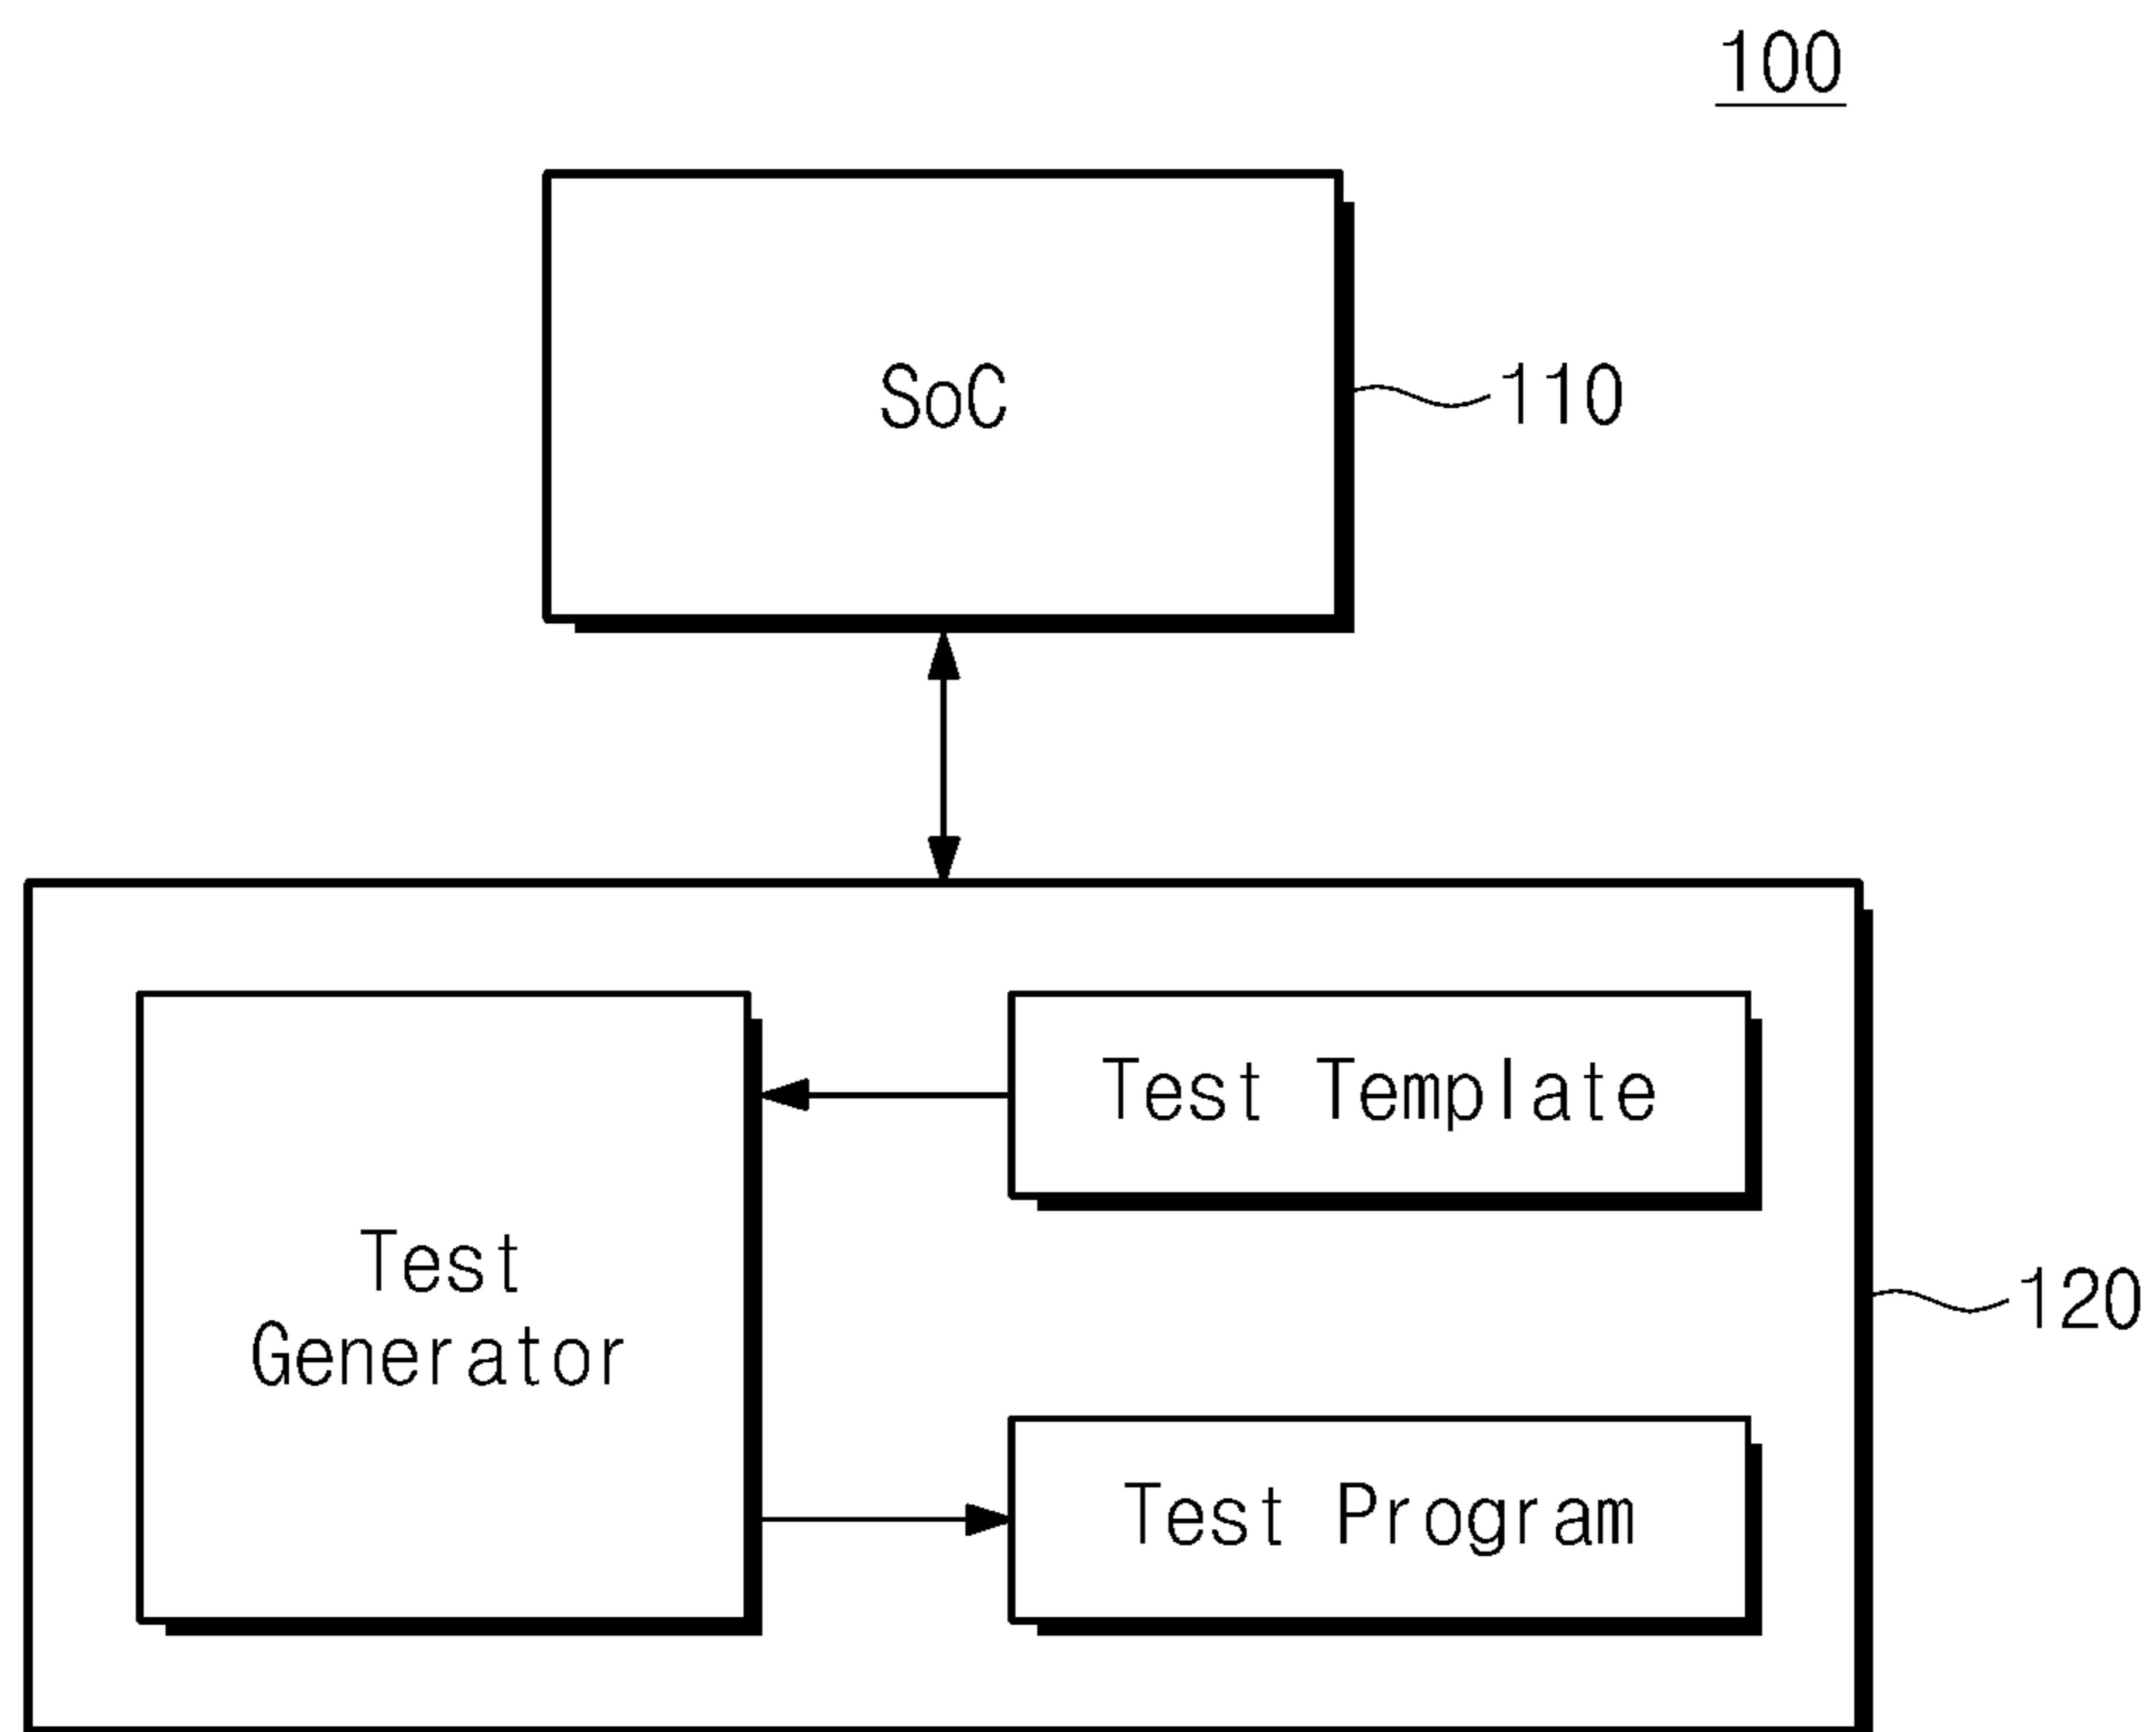 100
SoC
110
Test Template
Test
Generator
120
Test Program